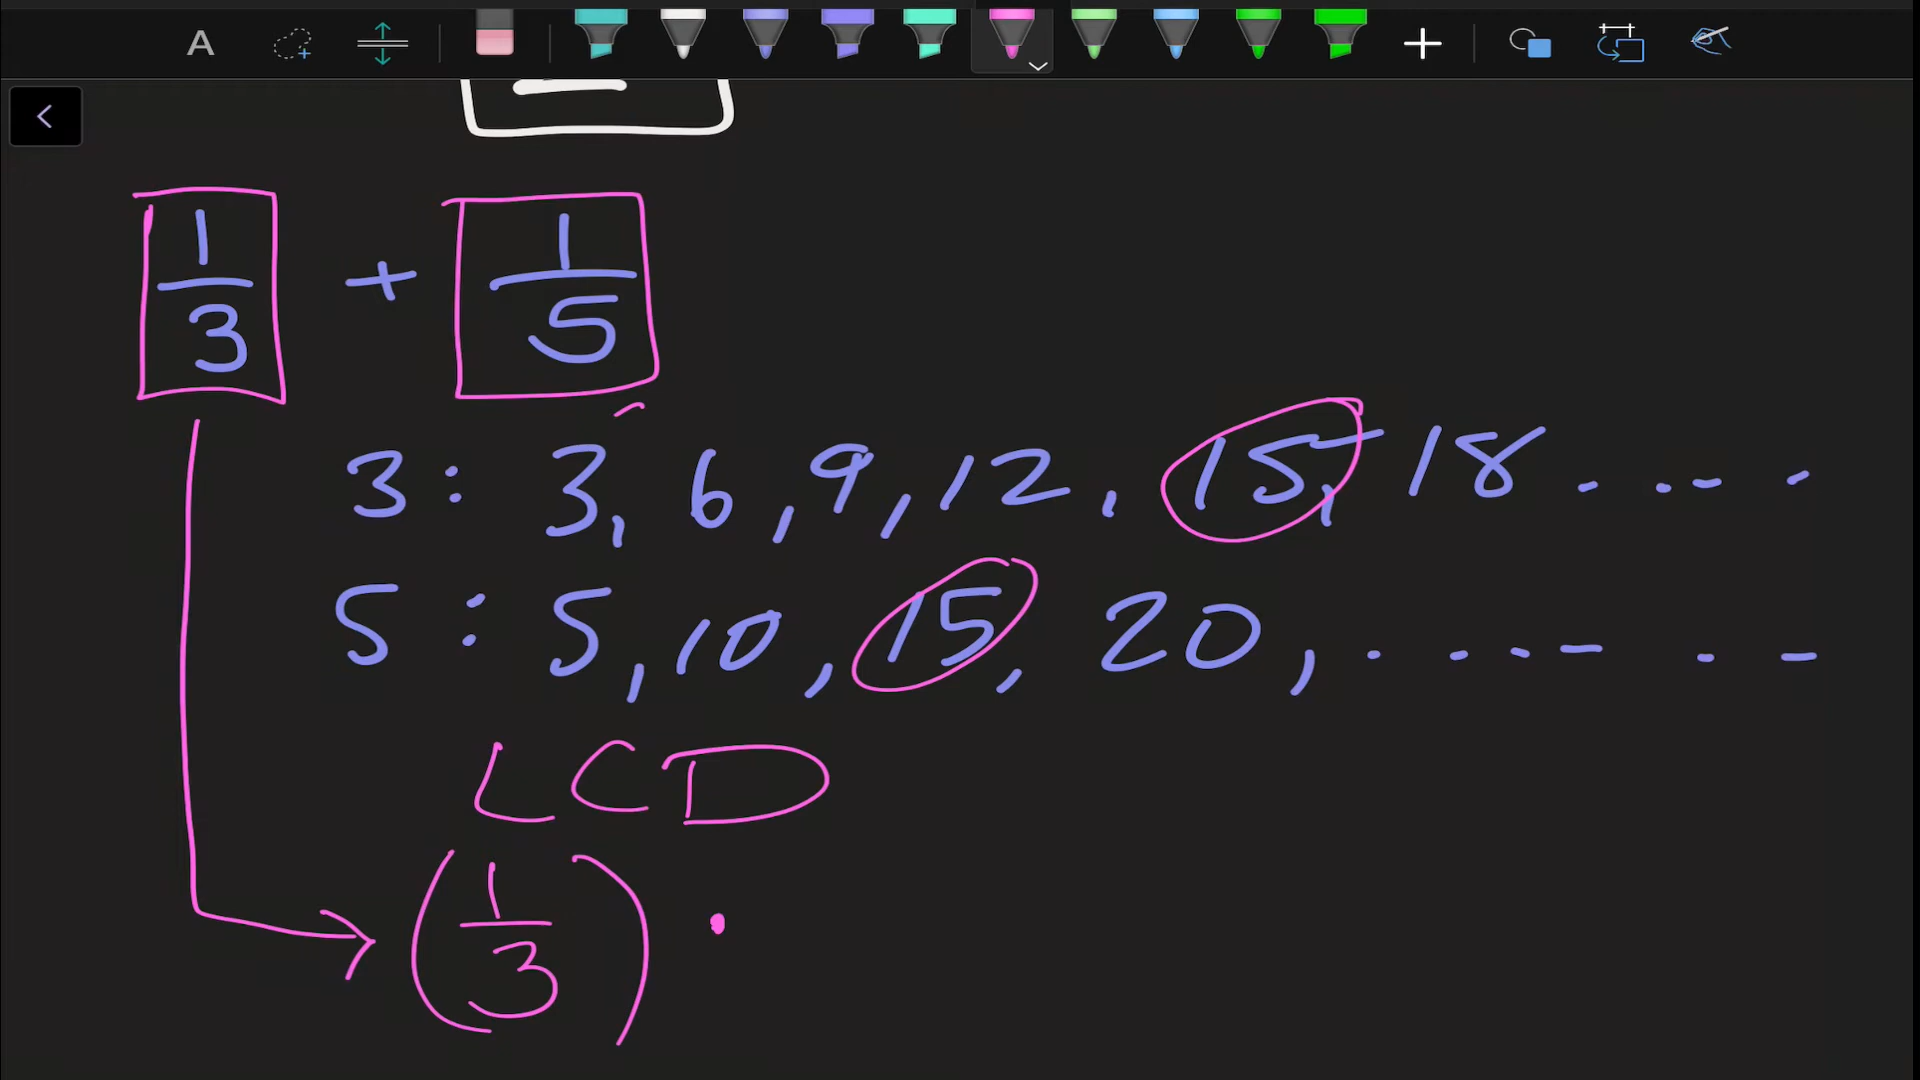 A
1/3 + 1/5
3 : 3, 6, 9, 12, 15, 18 . . - .
5 : 5, 10, 15, 20, . . . - . -
LCD
(1/3) ·